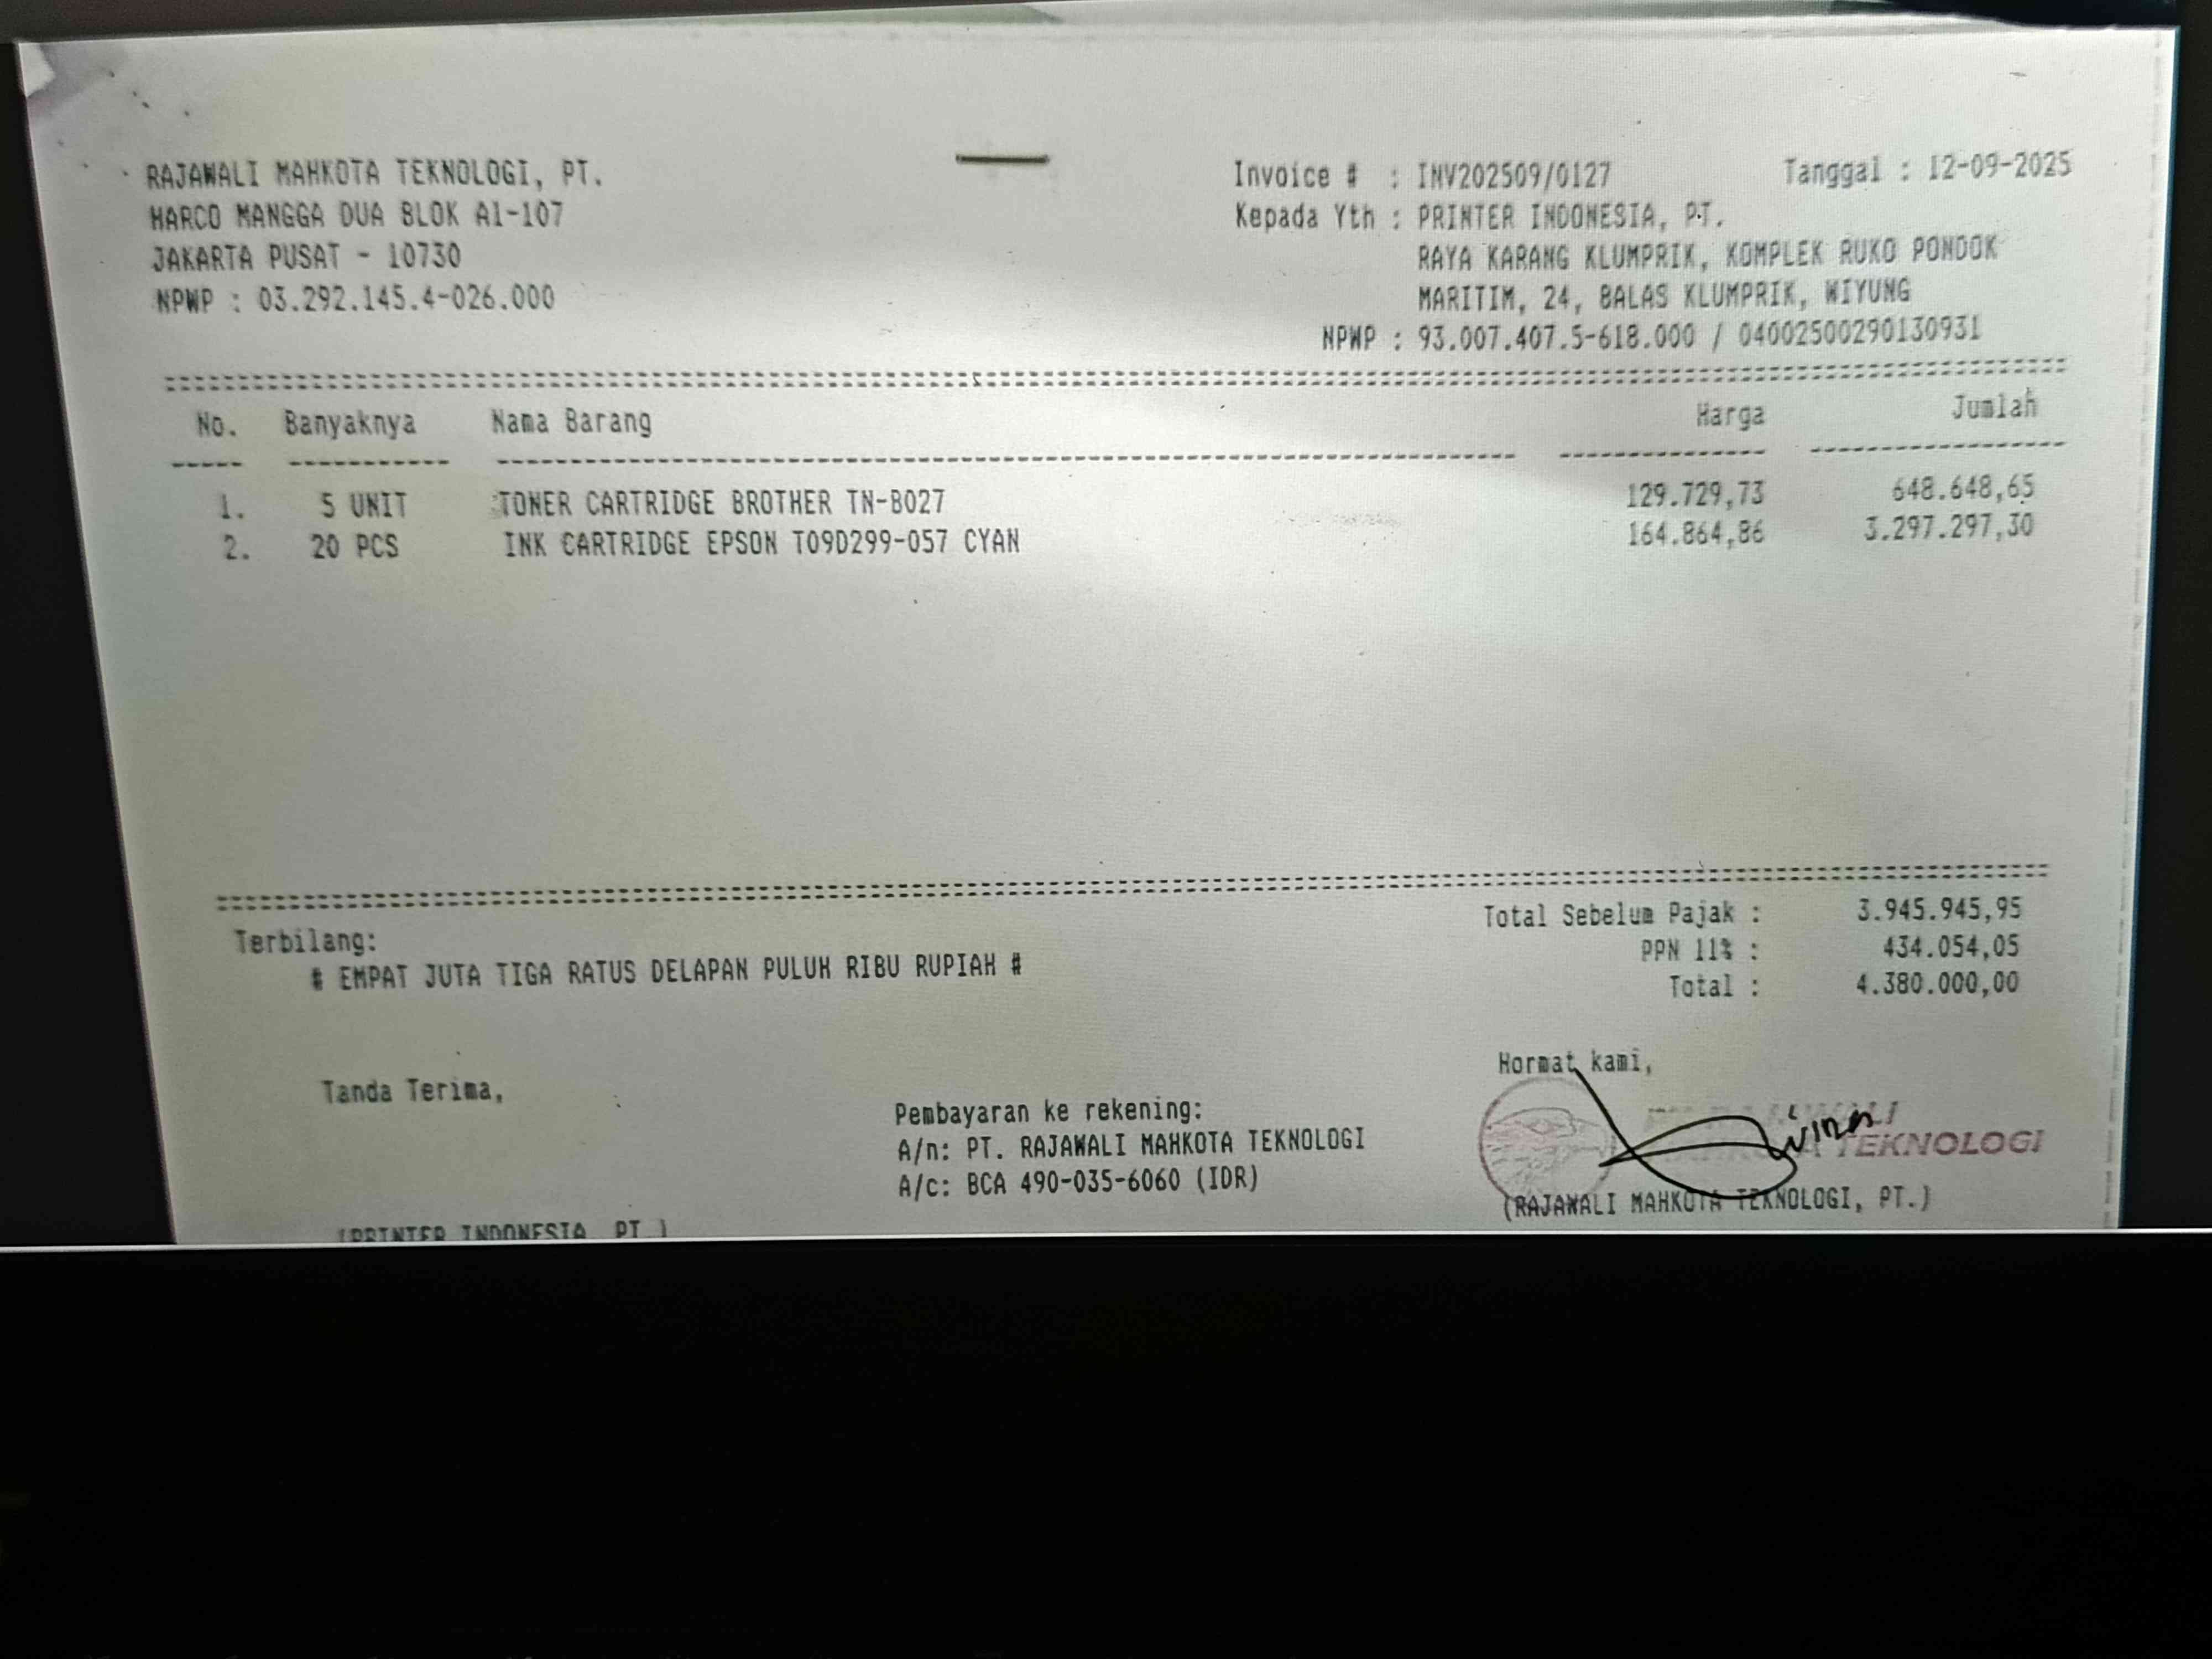 RAJAWALI MAHKOTA TEKNOLOGI, PT.
HARCO MANGGA DUA BLOK A1-107
JAKARTA PUSAT - 10730
NPWP : 03.292.145.4-026.000
Invoice # : INV202509/0127 Tanggal : 12-09-2025
Kepada Yth : PRINTER INDONESIA, PT.
RAYA KARANG KLUMPRIK, KOMPLEK RUKO PONDOK
MARITIM, 24, BALAS KLUMPRIK, WIYUNG
NPWP : 93.007.407.5-618.000 / 04002500290130931
No. Banyaknya Nama Barang Harga Jumlah
1. 5 UNIT TONER CARTRIDGE BROTHER TN-B027 129.729,73 648.648,65
2. 20 PCS INK CARTRIDGE EPSON T09D299-057 CYAN 164.864,86 3.297.297,30
Total Sebelum Pajak : 3.945.945,95
PPN 11% : 434.054,05
Total : 4.380.000,00
Terbilang:
# EMPAT JUTA TIGA RATUS DELAPAN PULUH RIBU RUPIAH #
Tanda Terima,
(PRINTER INDONESIA, PT.)
Pembayaran ke rekening:
A/n: PT. RAJAWALI MAHKOTA TEKNOLOGI
A/c: BCA 490-035-6060 (IDR)
Hormat kami,
TEKNOLOGI
(RAJAWALI MAHKOTA TEKNOLOGI, PT.)